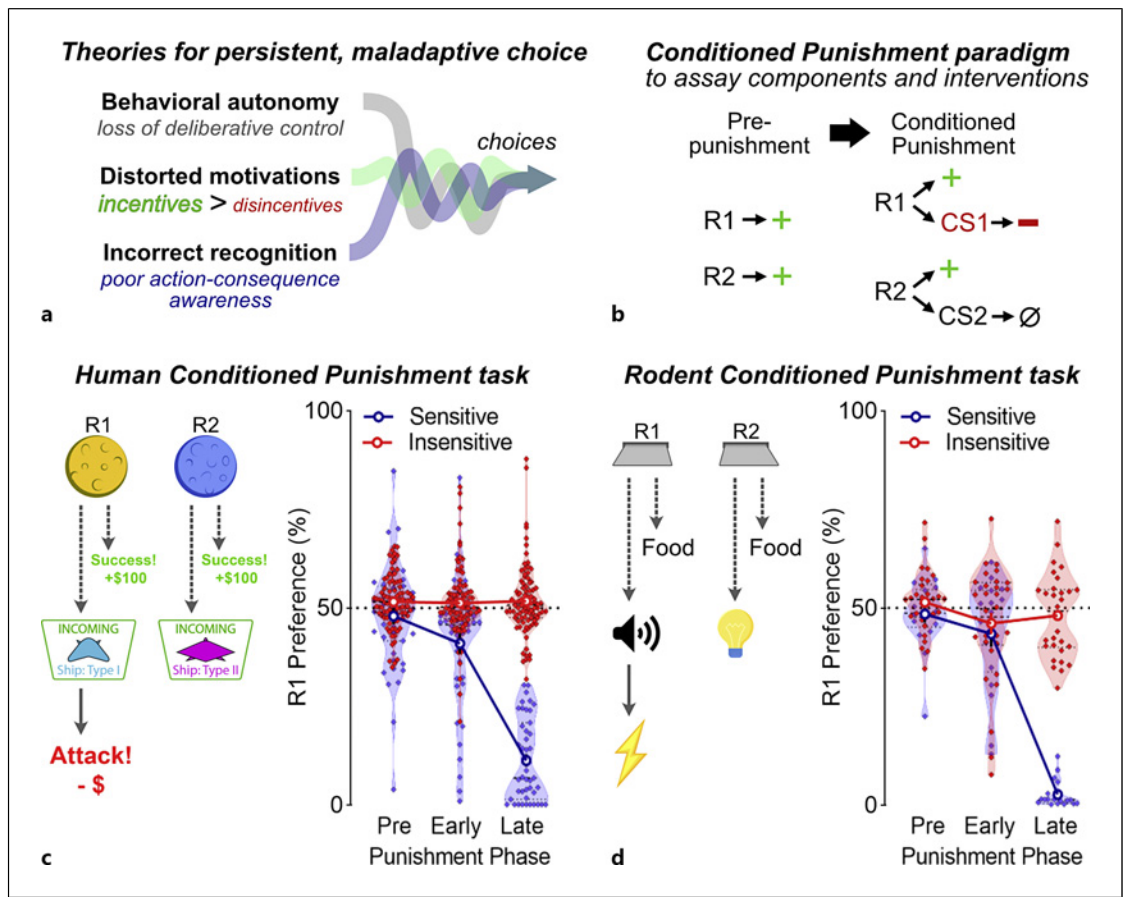 Theories for persistent, maladaptive choice
Behavioral autonomy
loss of deliberative control
Distorted motivations
incentives > disincentives
Incorrect recognition
poor action-consequence
awareness
choices
a
Conditioned Punishment paradigm
to assay components and interventions
Pre-
punishment
Conditioned
Punishment
R1 +
R2 +
R1
+
CS1 −
R2
+
CS2 Ø
b
Human Conditioned Punishment task
R1 R2
Success!
+$100
Success!
+$100
INCOMING
Ship: Type I
INCOMING
Ship: Type II
Attack!
- $
Sensitive
Insensitive
R1 Preference (%)
100
50
0
Pre Early Late
Punishment Phase
c
Rodent Conditioned Punishment task
R1 R2
Food Food
Sensitive
Insensitive
R1 Preference (%)
100
50
0
Pre Early Late
Punishment Phase
d